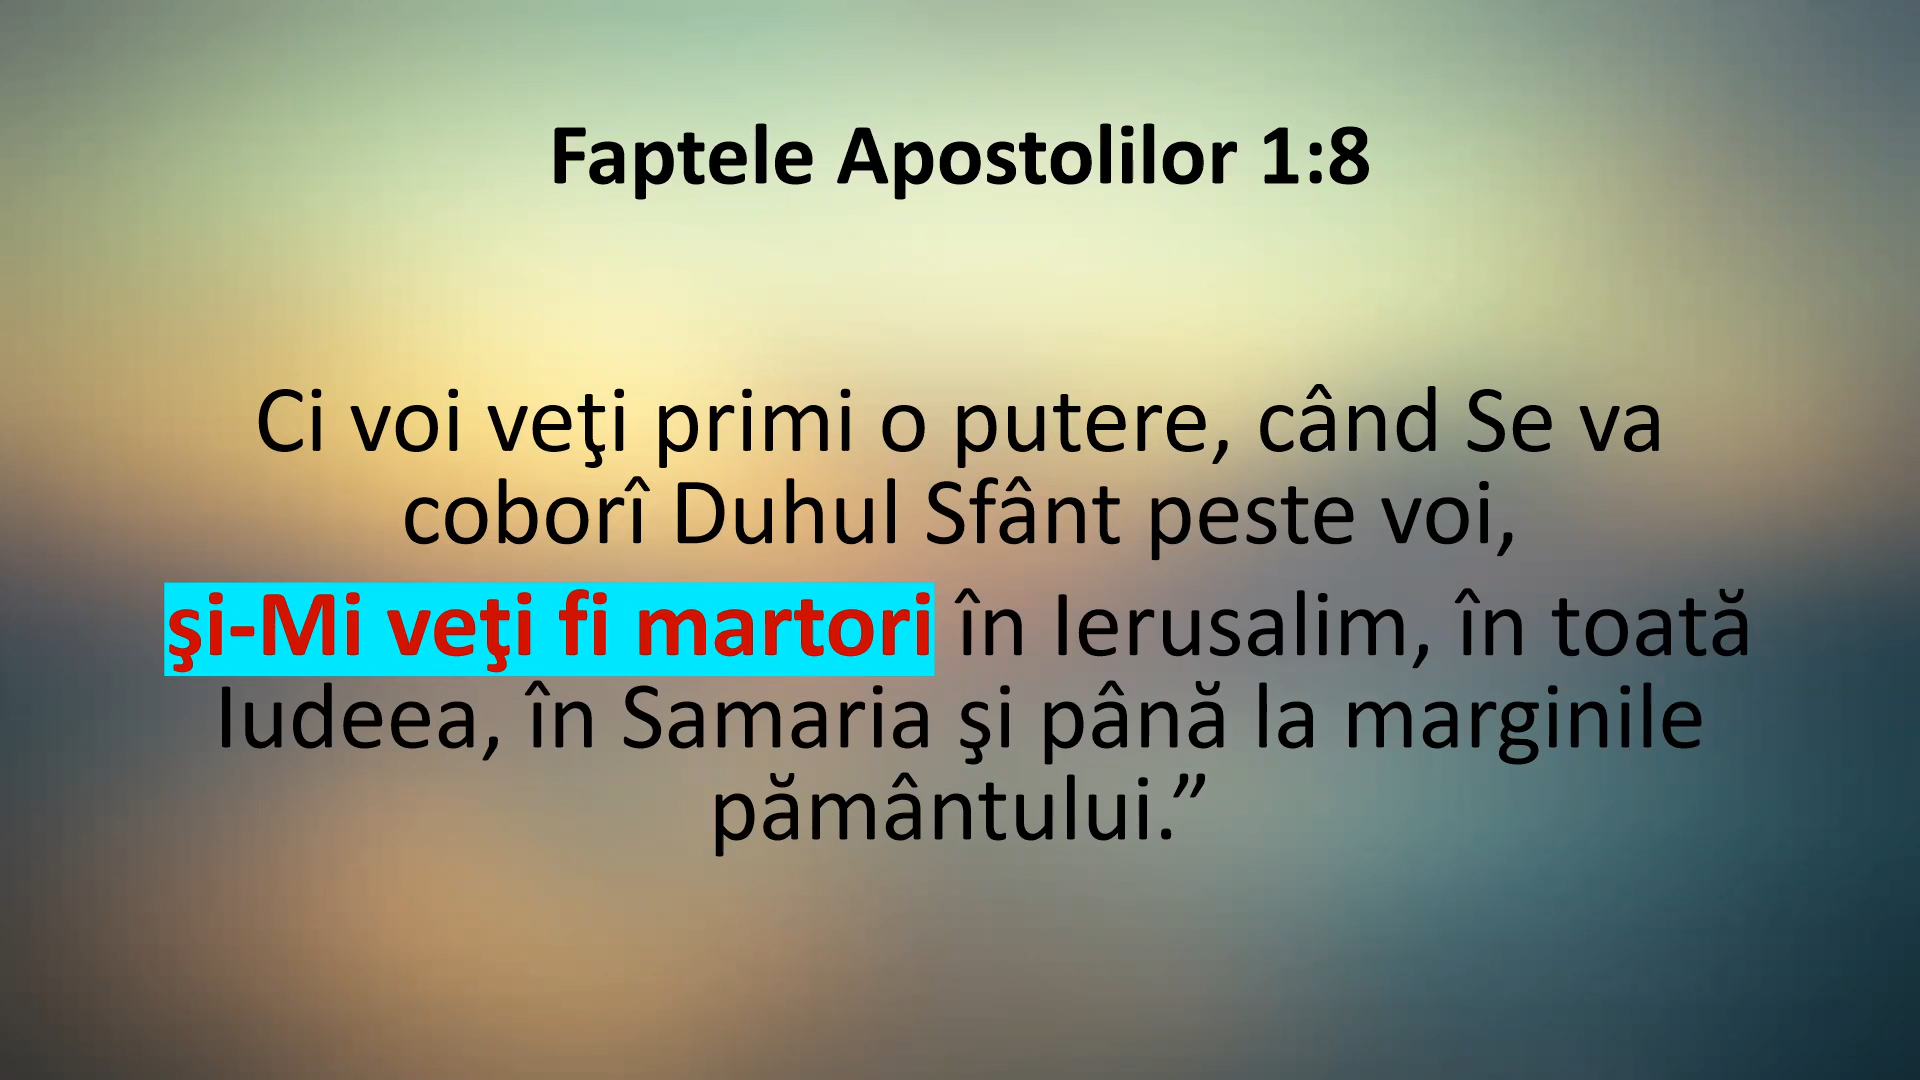 Faptele Apostolilor 1:8
Ci voi veţi primi o putere, când Se va
coborî Duhul Sfânt peste voi,
şi-Mi veţi fi martori în Ierusalim, în toată
Iudeea, în Samaria şi până la marginile
pământului.”